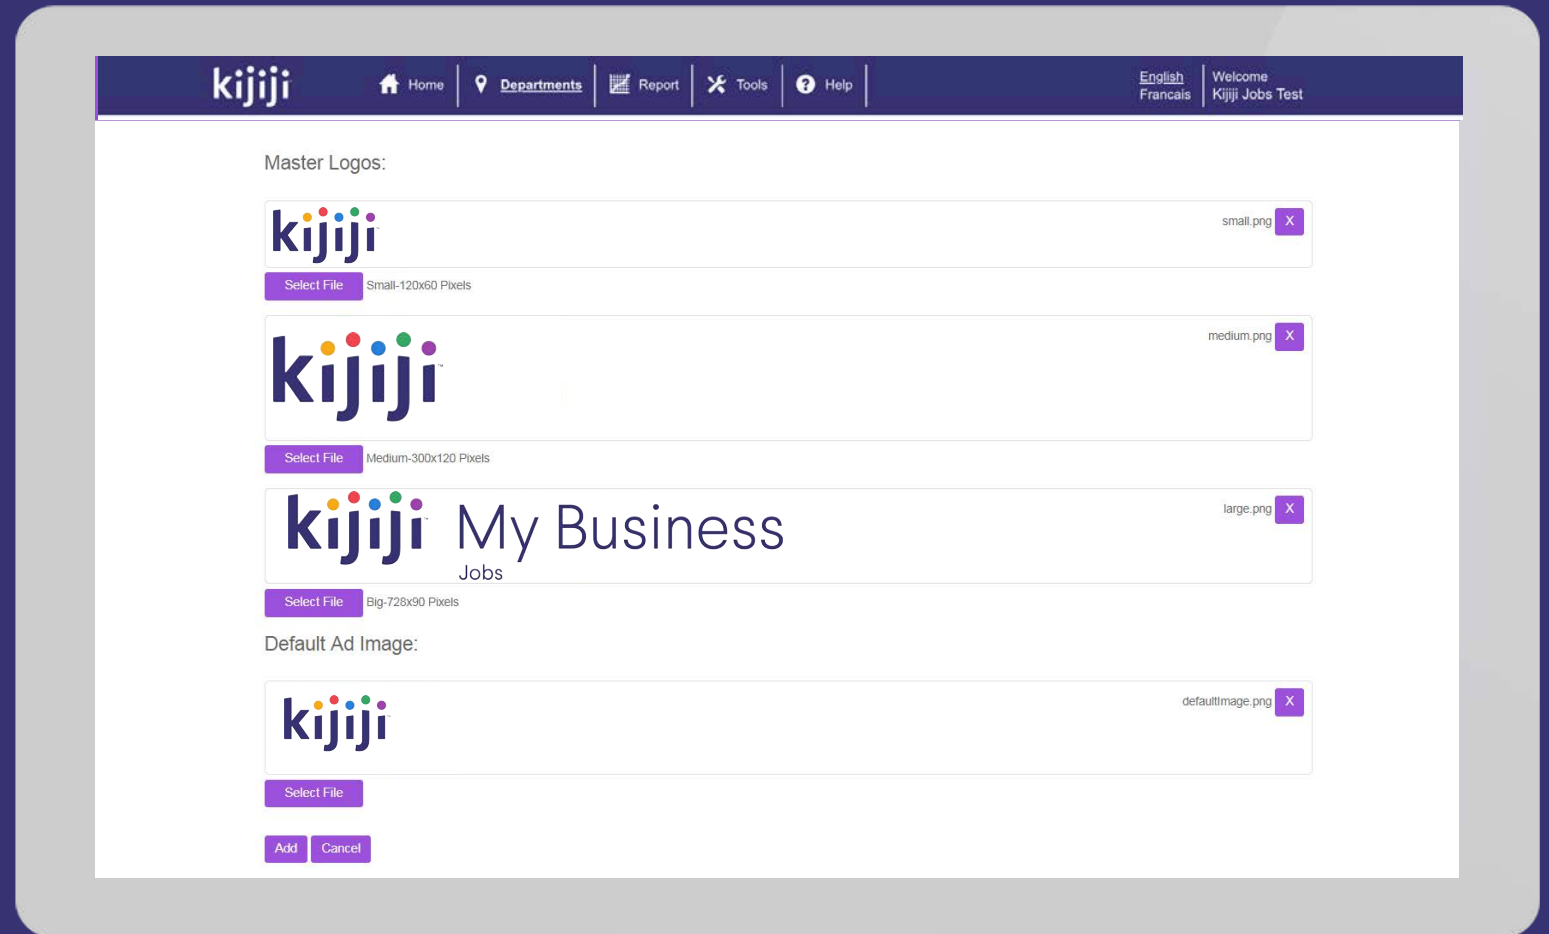 kijiji
Home
Departments
Report
Tools
Help
English
Francais
Welcome
Kijiji Jobs Test
Master Logos:
kijiji
small.png X
Select File Small-120x60 Pixels
kijiji™
medium.png X
Select File Medium-300x120 Pixels
kijiji My Business
Jobs
large.png X
Select File Big-728x90 Pixels
Default Ad Image:
kijiji
defaultImage.png X
Select File
Add Cancel